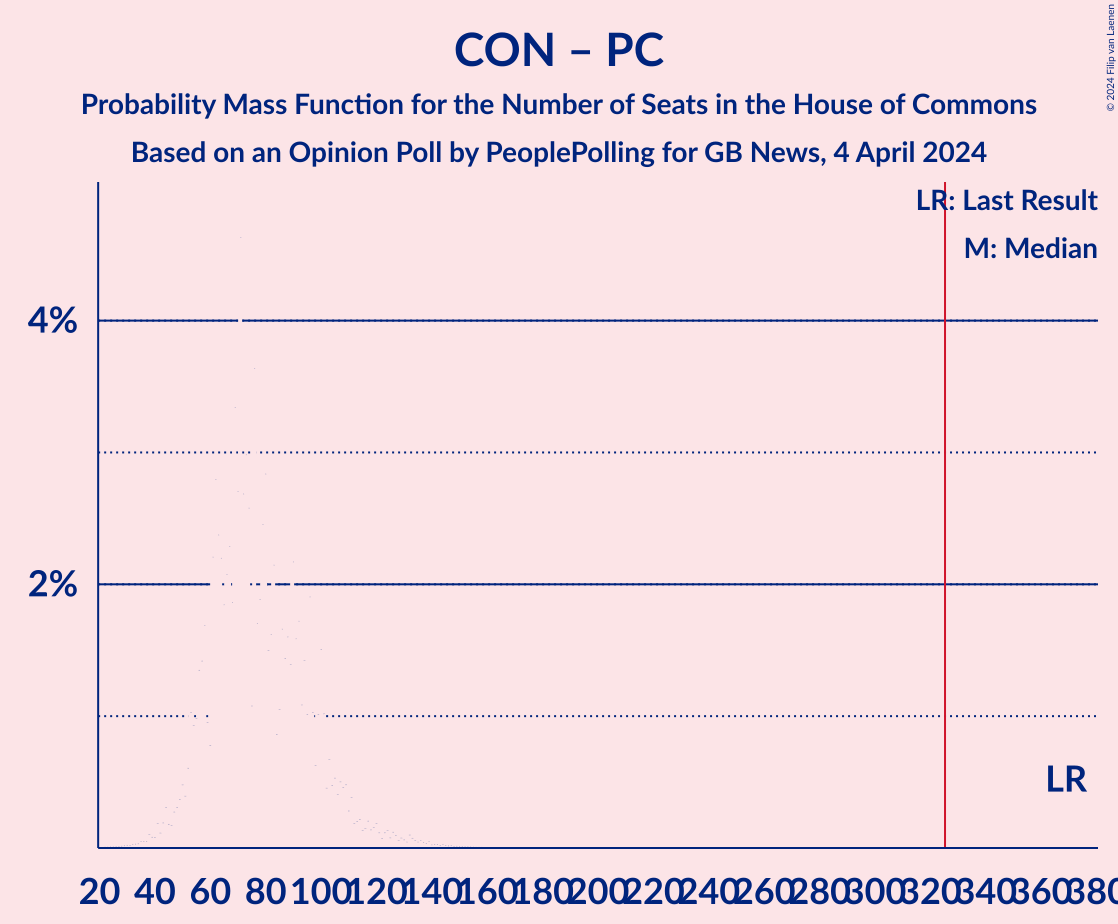 CON – PC
Probability Mass Function for the Number of Seats in the House of Commons
Based on an Opinion Poll by PeoplePolling for GB News, 4 April 2024
© 2024 Filip van Laenen
LR: Last Result
M: Median
4%
2%
LR
20 40 60 80 100 120 140 160 180 200 220 240 260 280 300 320 340 360 380